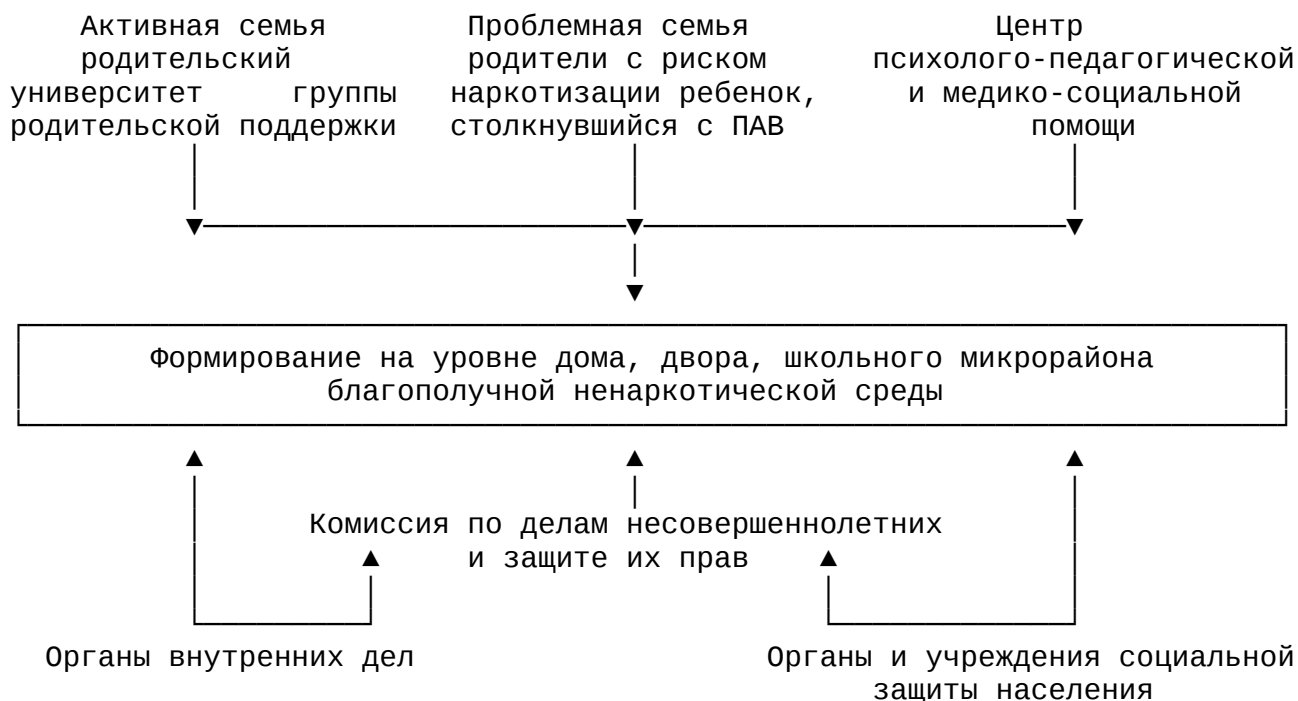 Активная семья
родительский
университет группы
родительской поддержки
Проблемная семья
родители с риском
наркотизации ребенок,
столкнувшийся с ПАВ
Центр
психолого-педагогической
и медико-социальной
помощи
Формирование на уровне дома, двора, школьного микрорайона
благополучной ненаркотической среды
Комиссия по делам несовершеннолетних
и защите их прав
Органы внутренних дел
Органы и учреждения социальной
защиты населения